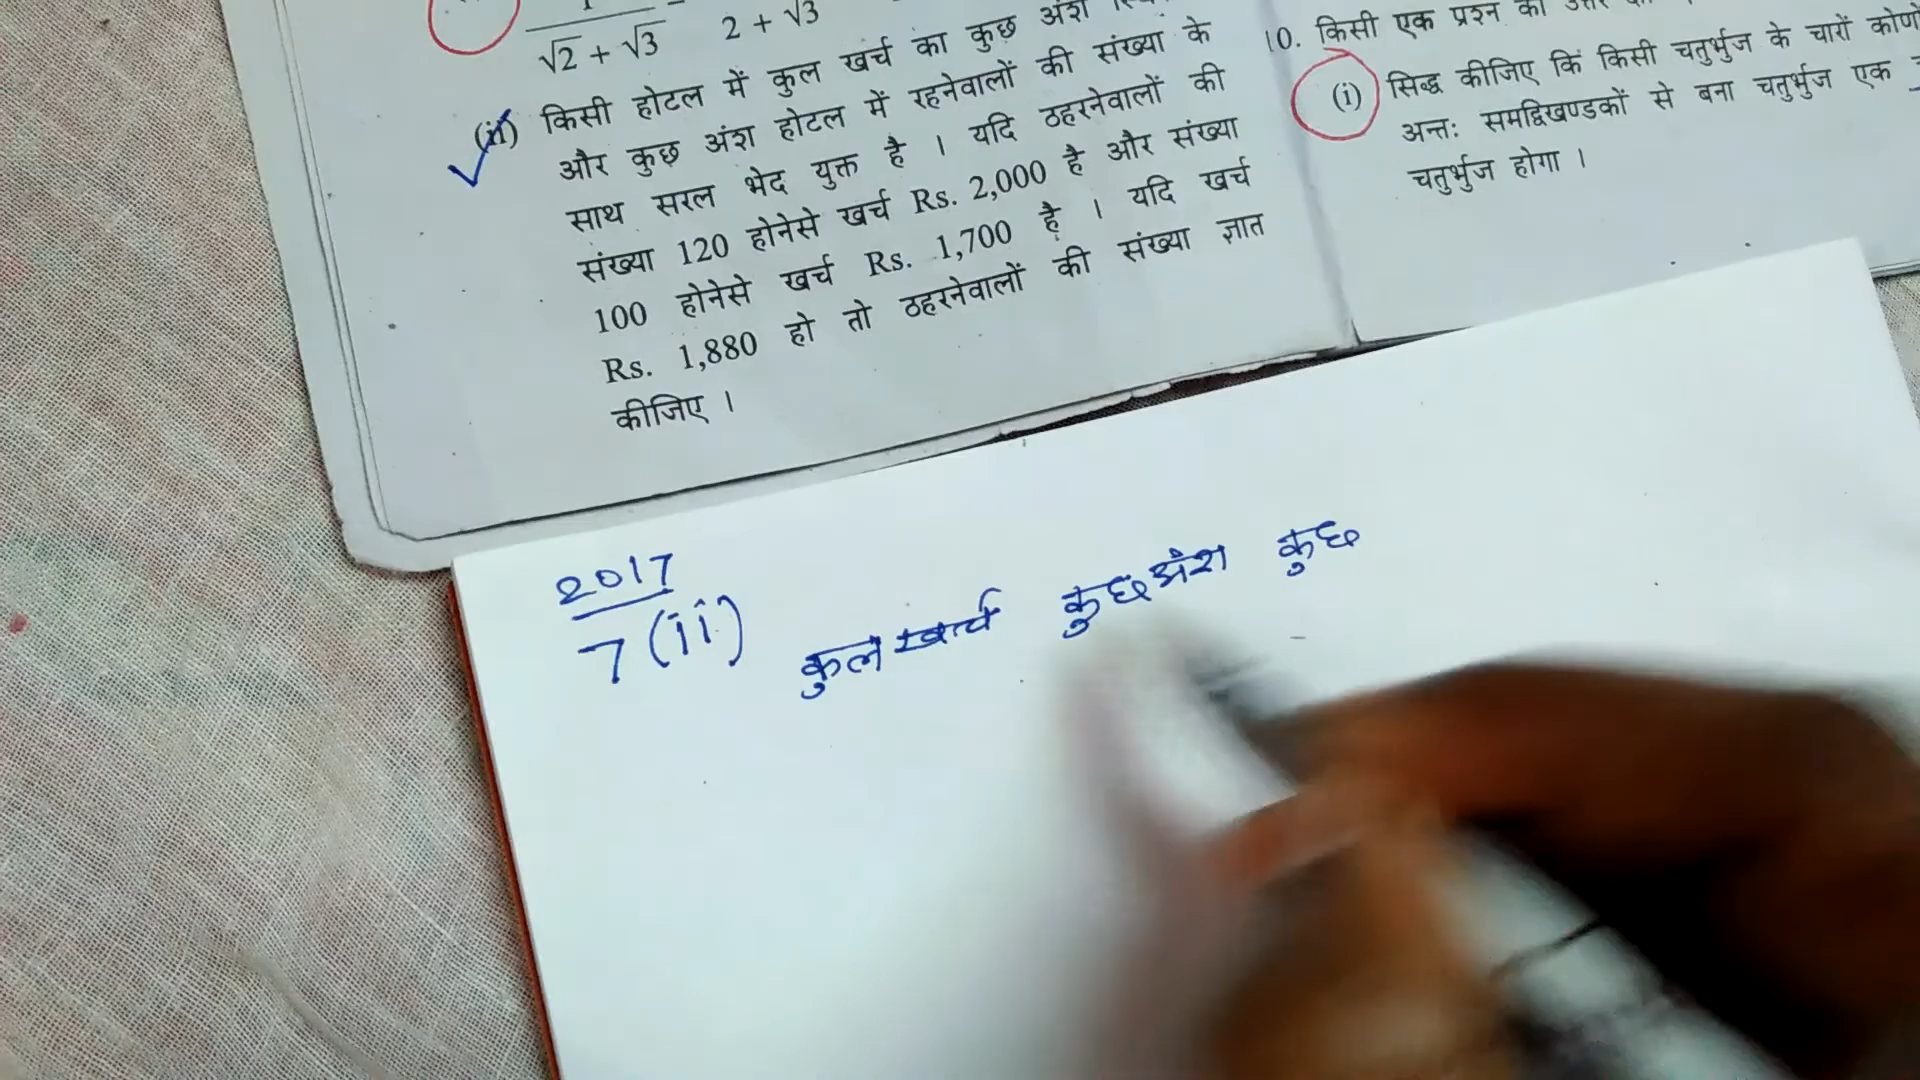 1
√2 + √3 2 + √3
(ii) किसी होटल में कुल खर्च का कुछ अंश
और कुछ अंश होटल में रहनेवालों की संख्या के
साथ सरल भेद युक्त है । यदि ठहरनेवालों की
संख्या 120 होनेसे खर्च Rs. 2,000 है और संख्या
100 होनेसे खर्च Rs. 1,700 है । यदि खर्च
Rs. 1,880 हो तो ठहरनेवालों की संख्या ज्ञात
कीजिए ।
10. किसी एक प्रश्न का
(i) सिद्ध कीजिए कि किसी चतुर्भुज के चारों कोणों
अन्तः समद्विखण्डकों से बना चतुर्भुज एक
चतुर्भुज होगा ।
2017
7 (ii) कुल खर्च कुछ अंश कुछ